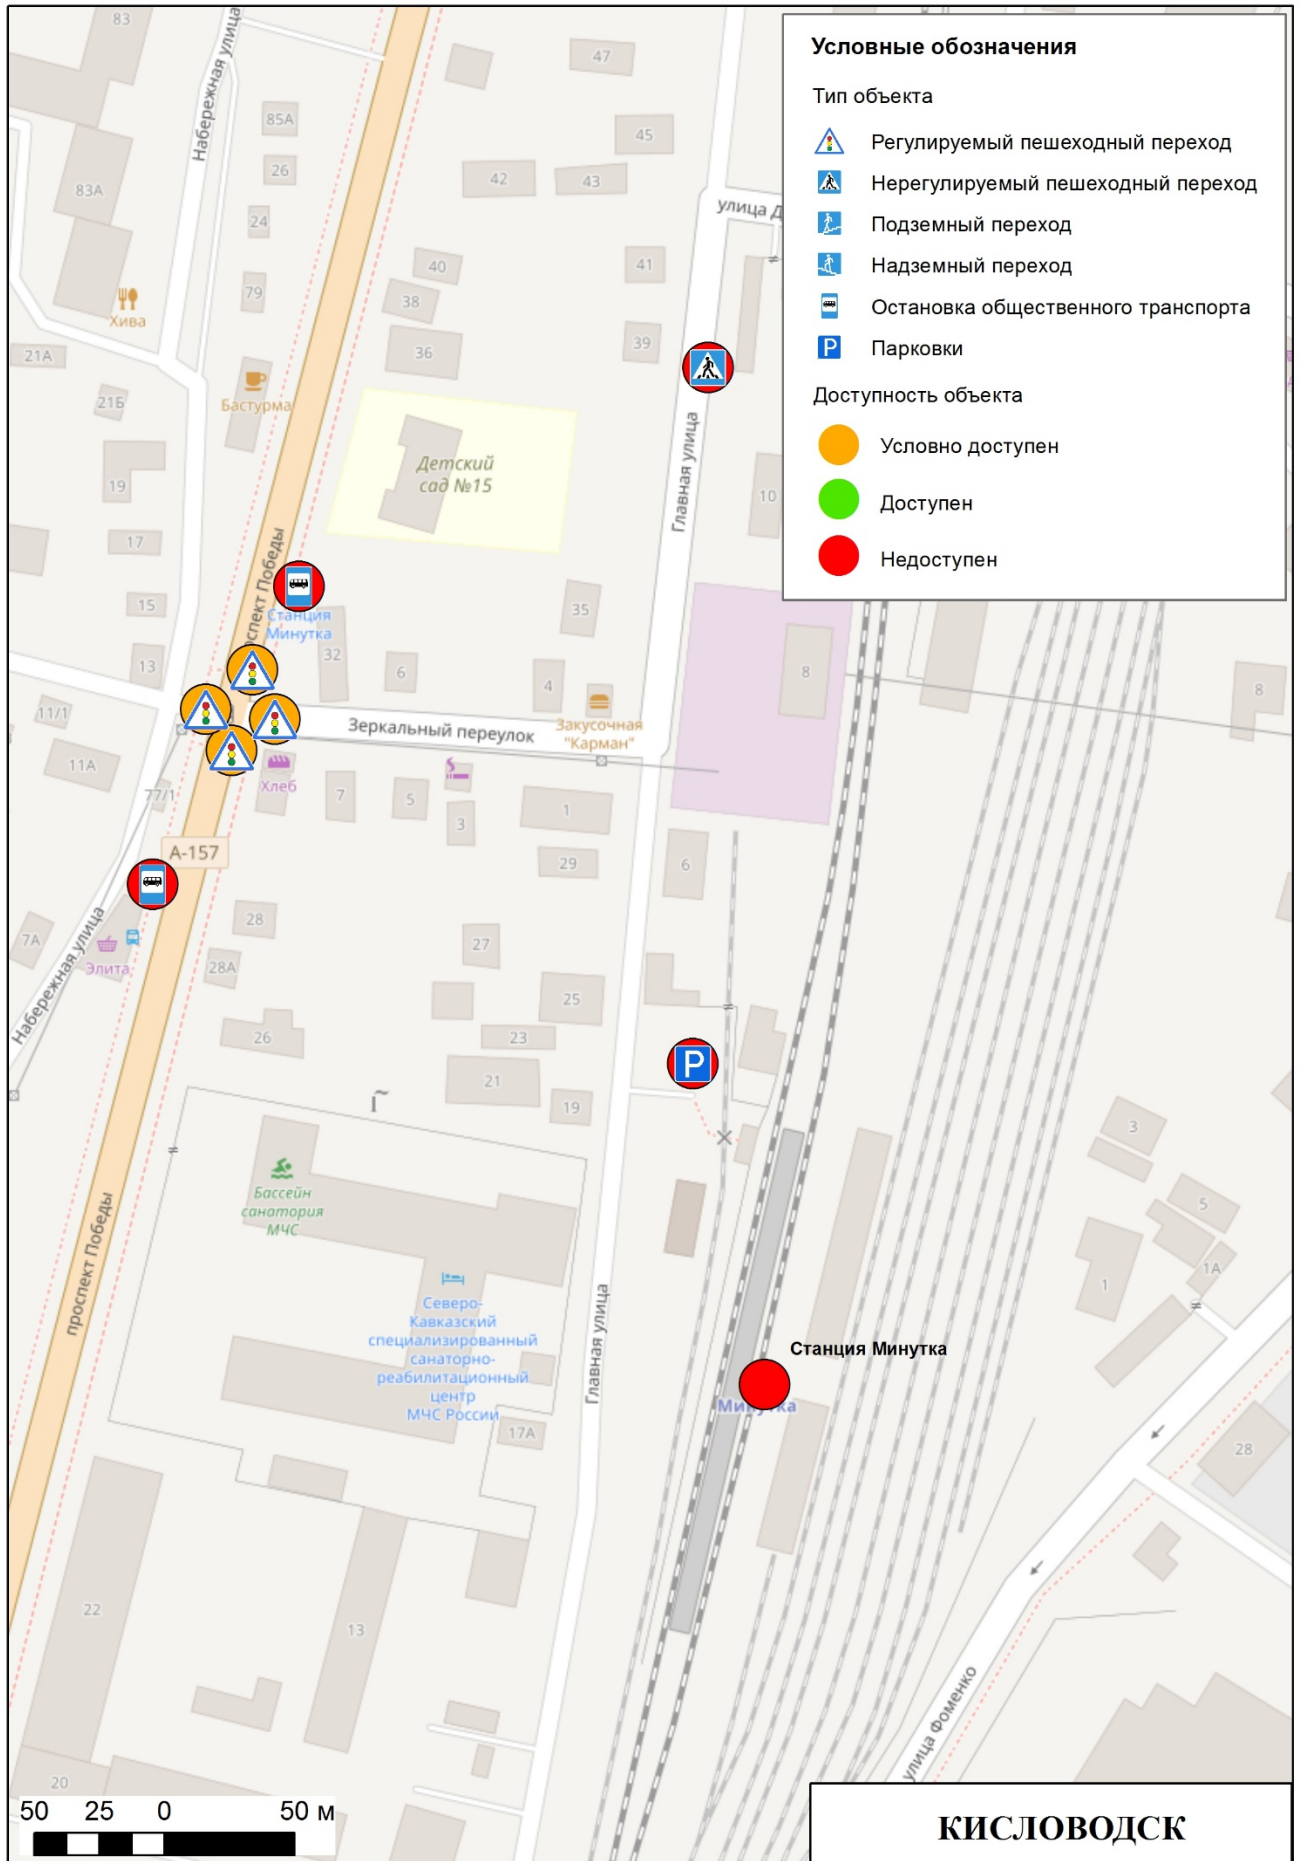 Условные обозначения
Тип объекта
Регулируемый пешеходный переход
Нерегулируемый пешеходный переход
Подземный переход
Надземный переход
Остановка общественного транспорта
P Парковки
Доступность объекта
Условно доступен
Доступен
Недоступен
83
Набережная улица
47
85А
45
26
83А
42
43
улица Д
24
40
41
79
38
Хива
39
36
21А
Бастурма
21Б
Главная улица
Детский
сад №15
19
10
17
спект Победы
15
Станция
Минутка
35
32
13
6
4
8
8
11/1
Зеркальный переулок
Закусочная
"Карман"
11А
Хлеб
77/1
7
5
3
1
А-157
29
6
28
7А
27
Элита
28А
Набережная улица
25
26
23
P
21
19
3
Бассейн
санатория
МЧС
5
проспект Победы
1А
1
Северо-
Кавказский
специализированный
санаторно-
реабилитационный
центр
МЧС России
Главная улица
Станция Минутка
Минутка
17А
28
22
13
улица Фоменко
20
50 25 0 50 м
КИСЛОВОДСК